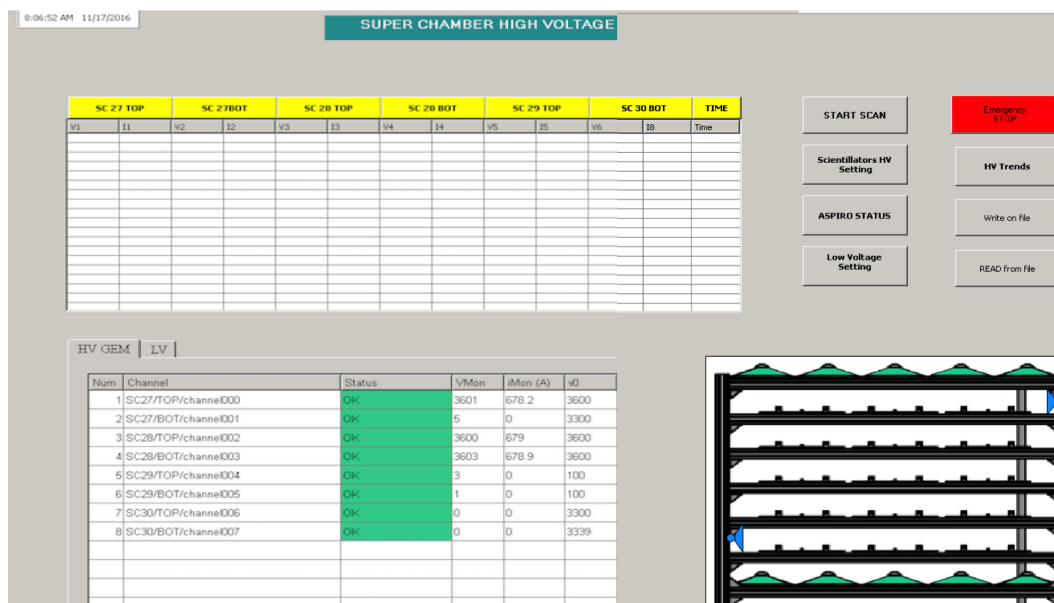 8:06:52 AM 11/17/2016
SUPER CHAMBER HIGH VOLTAGE
SC 27 TOP SC 27BOT SC 28 TOP SC 28 BOT SC 29 TOP SC 30 BOT TIME
V1 I1 V2 I2 V3 I3 V4 I4 V5 I5 V6 I8 Time
START SCAN
Emergency
STOP
Scientillators HV
Setting
HV Trends
ASPIRO STATUS
Write on file
Low Voltage
Setting
READ from file
HV GEM LV
Num Channel Status VMon iMon (A) v0
1 SC27/TOP/channel000 OK 3601 678.2 3600
2 SC27/BOT/channel001 OK 5 0 3300
3 SC28/TOP/channel002 OK 3600 679 3600
4 SC28/BOT/channel003 OK 3603 678.9 3600
5 SC29/TOP/channel004 OK 3 0 100
6 SC29/BOT/channel005 OK 1 0 100
7 SC30/TOP/channel006 OK 0 0 3300
8 SC30/BOT/channel007 OK 0 0 3339